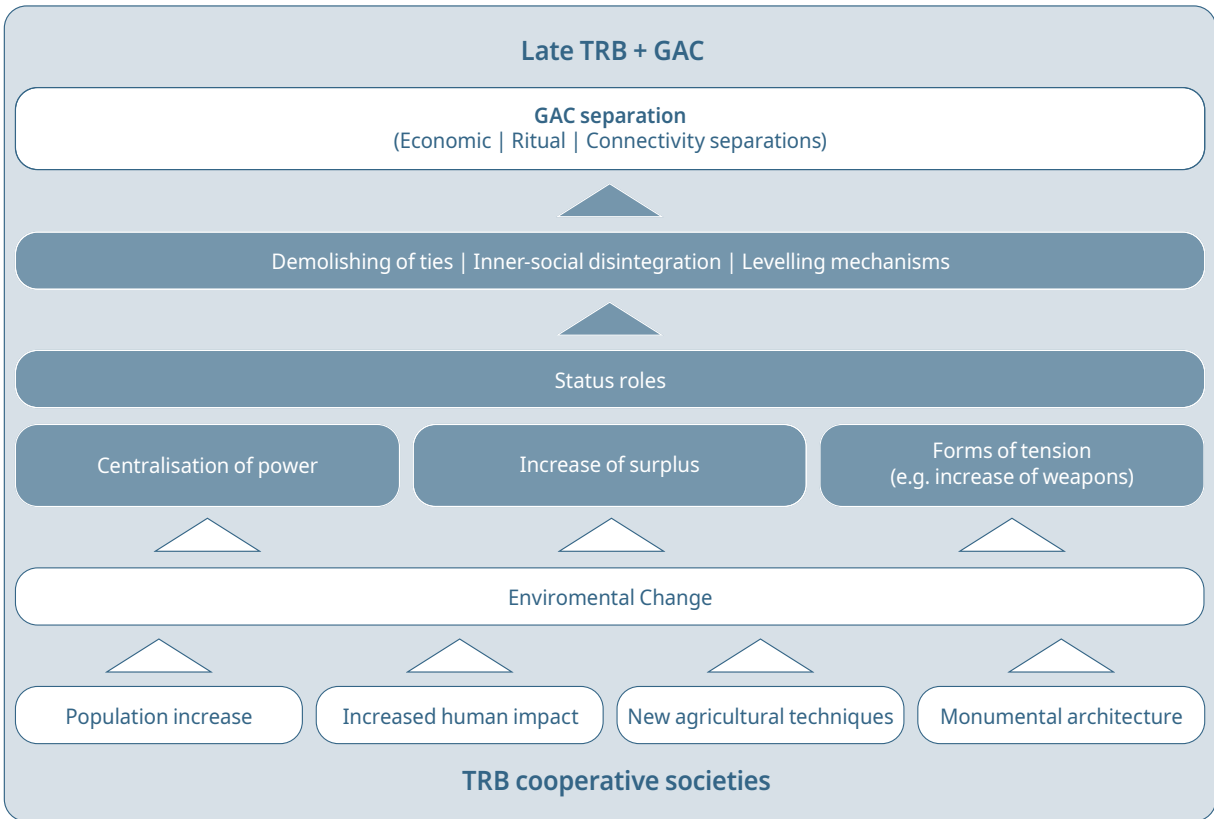 Late TRB + GAC
GAC separation
(Economic | Ritual | Connectivity separations)
Demolishing of ties | Inner-social disintegration | Levelling mechanisms
Status roles
Centralisation of power
Increase of surplus
Forms of tension
(e.g. increase of weapons)
Enviromental Change
Population increase
Increased human impact
New agricultural techniques
Monumental architecture
TRB cooperative societies